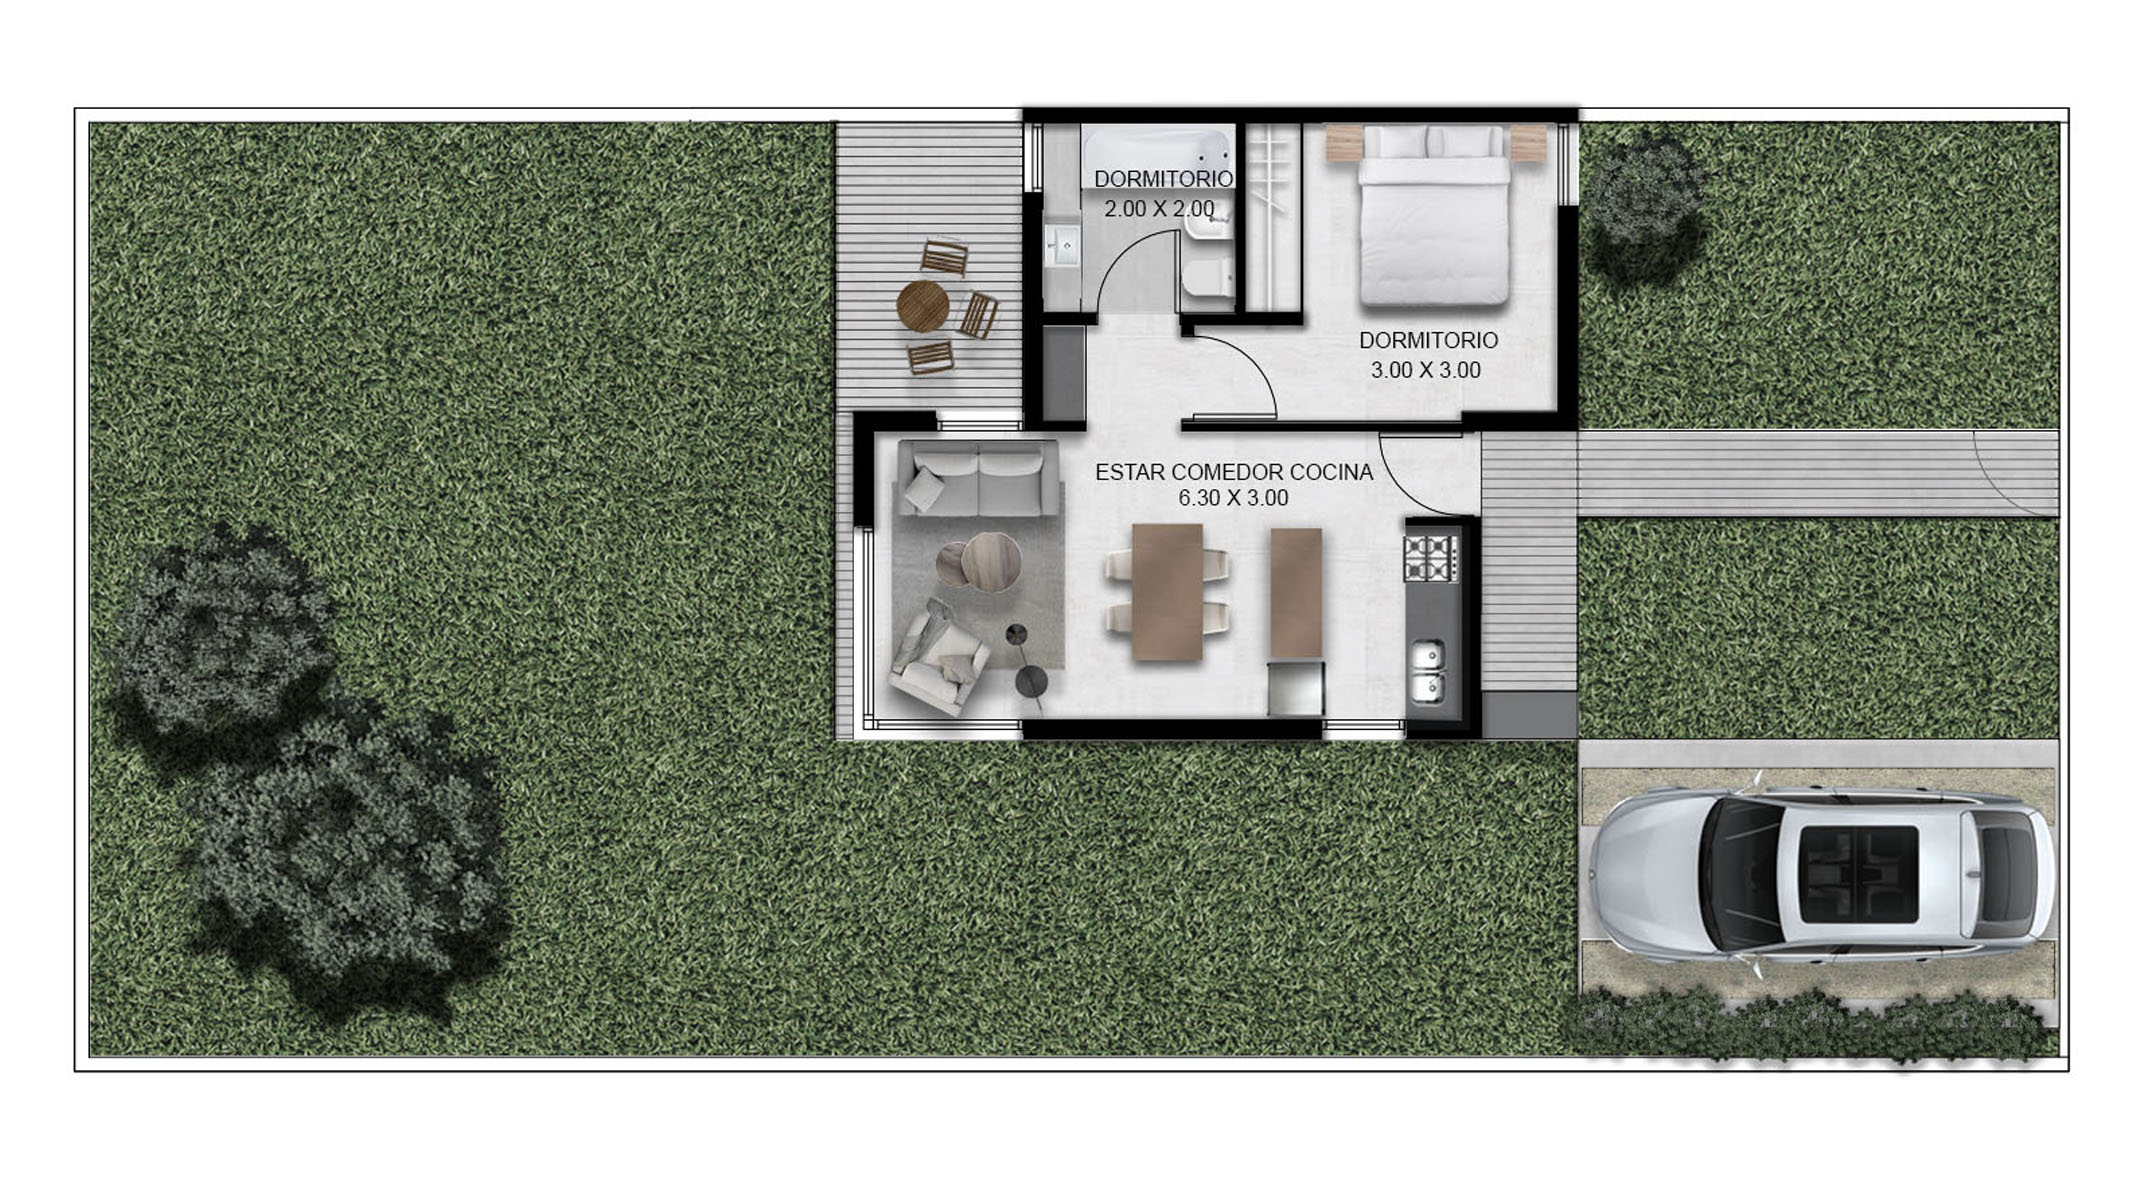 DORMITORIO
2.00 X 2.00
DORMITORIO
3.00 X 3.00
ESTAR COMEDOR COCINA
6.30 X 3.00